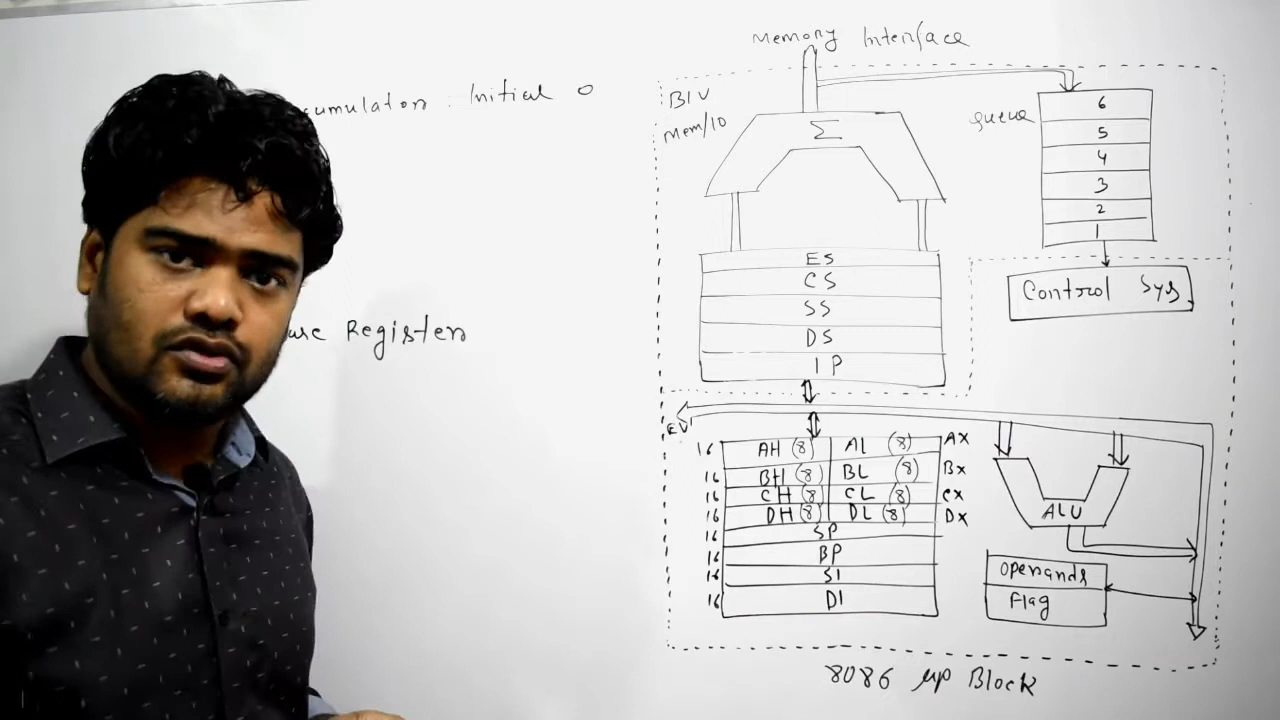 cumulator : Initial o
Register
Memory Interface
BIU
Mem/IO
Σ
queue
6
5
4
3
2
1
Control Sys
ES
CS
SS
DS
IP
EU
16 AH (8) AL (8) AX
16 BH (8) BL (8) BX
16 CH (8) CL (8) CX
16 DH (8) DL (8) DX
16 SP
16 BP
16 SI
16 DI
ALU
Operands
Flag
8086 μp Block